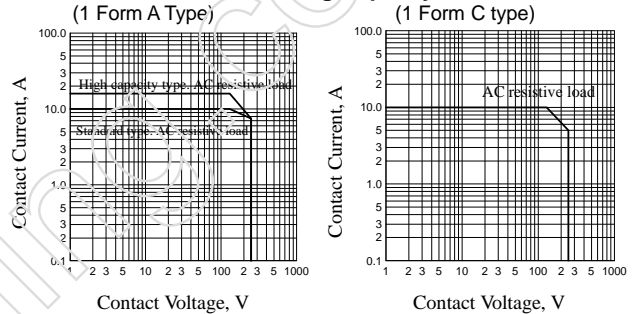 (1 Form A Type)
100.0
5
3
2
High capacity type. AC resistive load
10.0
5
Standard type. AC resistive load
3
2
1.0
5
3
2
0.1
2 3 5 10 2 3 5 100 2 3 5 1000
Contact Current, A
Contact Voltage, V
(1 Form C type)
100.0
5
3
2
AC resistive load
10.0
5
3
2
1.0
5
3
2
0.1
1 2 3 5 10 2 3 5 100 2 3 5 1000
Contact Current, A
Contact Voltage, V